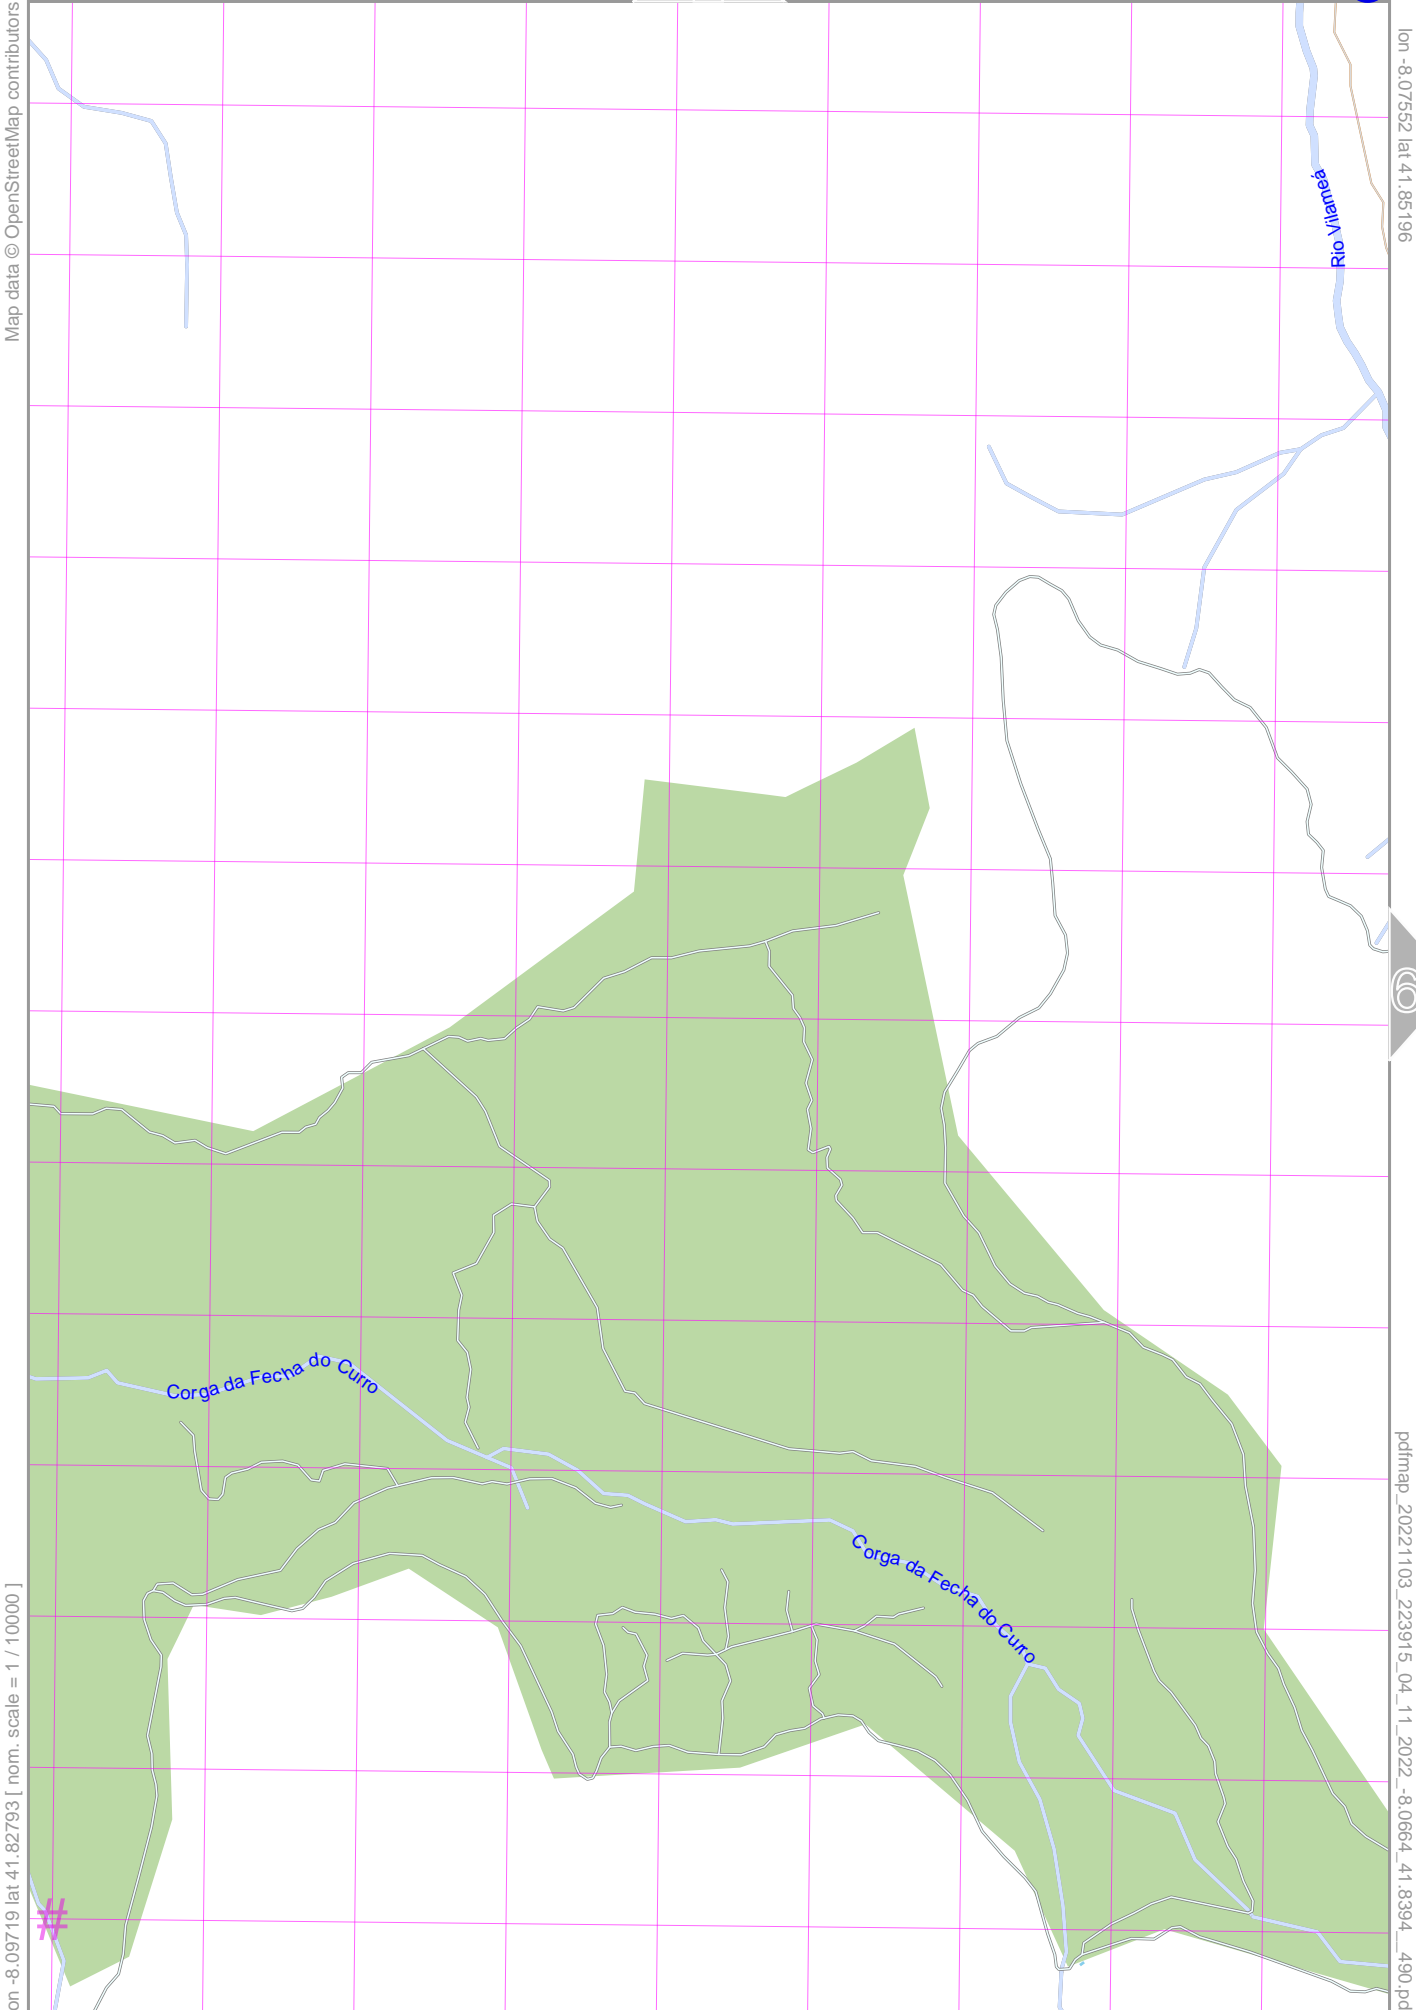 Map data © OpenStreetMap contributors
lon -8.07552 lat 41.85196
Rio Vilameá
6
Corga da Fecha do Curro
Corga da Fecha do Curro
on -8.09719 lat 41.82793 [ nom. scale = 1 / 10000 ]
#
pdfmap_20221103_223915_04_11_2022_-8.0664_41.8394__490.pd